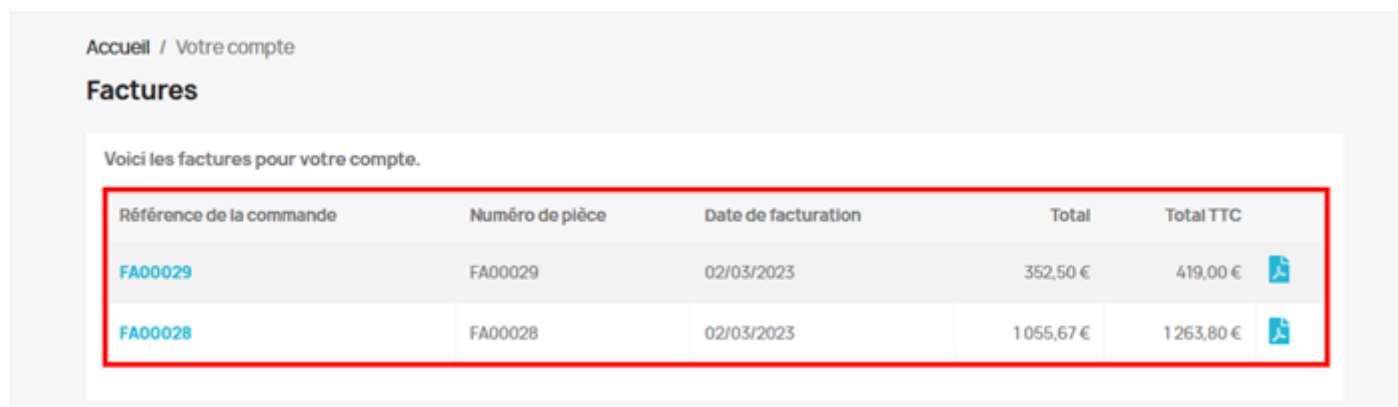 Accueil / Votre compte
Factures
Voici les factures pour votre compte.
Référence de la commande Numéro de pièce Date de facturation Total Total TTC
FA00029 FA00029 02/03/2023 352,50 € 419,00 €
FA00028 FA00028 02/03/2023 1 055,67 € 1 263,80 €